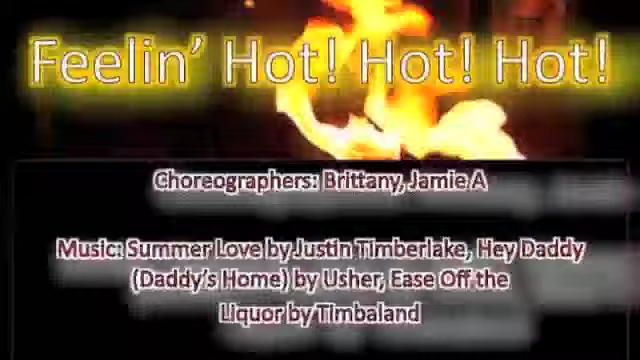 Feelin’ Hot! Hot! Hot!
Choreographers: Brittany, Jamie A
Music: Summer Love by Justin Timberlake, Hey Daddy
(Daddy’s Home) by Usher, Ease Off the
Liquor by Timbaland